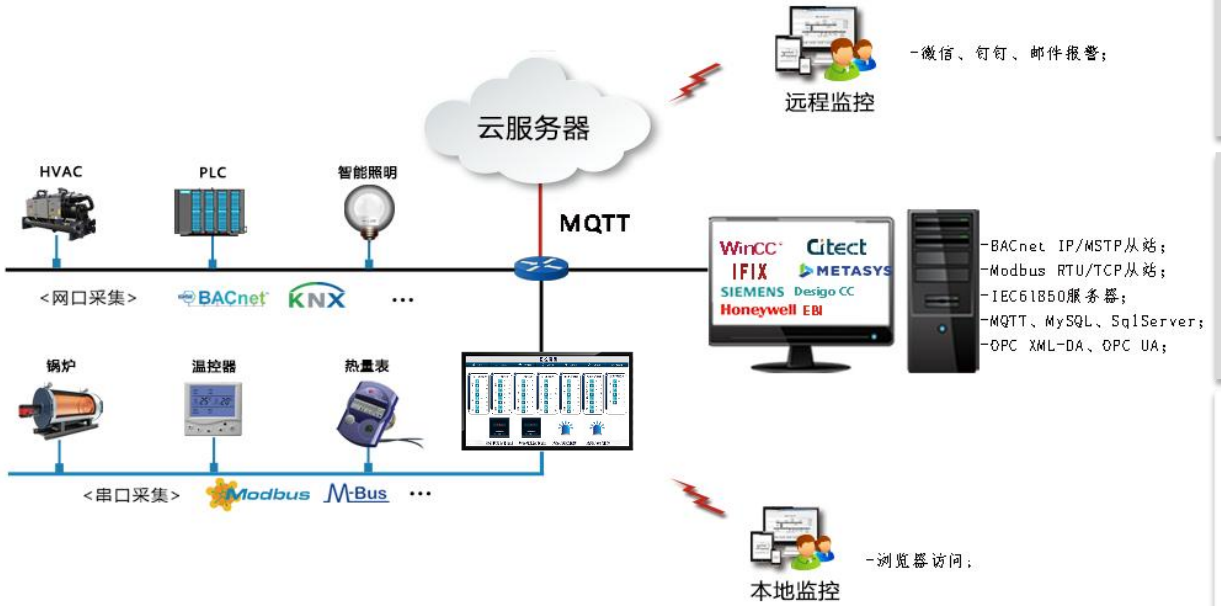 -微信、钉钉、邮件报警；
远程监控
云服务器
HVAC
PLC
智能照明
MQTT
<网口采集>
BACnet
KNX
...
WinCC
Citect
IFIX
METASYS
SIEMENS Desigo CC
Honeywell EBI
-BACnet IP/MSTP从站；
-Modbus RTU/TCP从站；
-IEC61850服务器；
-MQTT、MySQL、SqlServer；
-OPC XML-DA、OPC UA；
锅炉
温控器
热量表
25°
20°
<串口采集>
Modbus
M-Bus
...
-浏览器访问；
本地监控